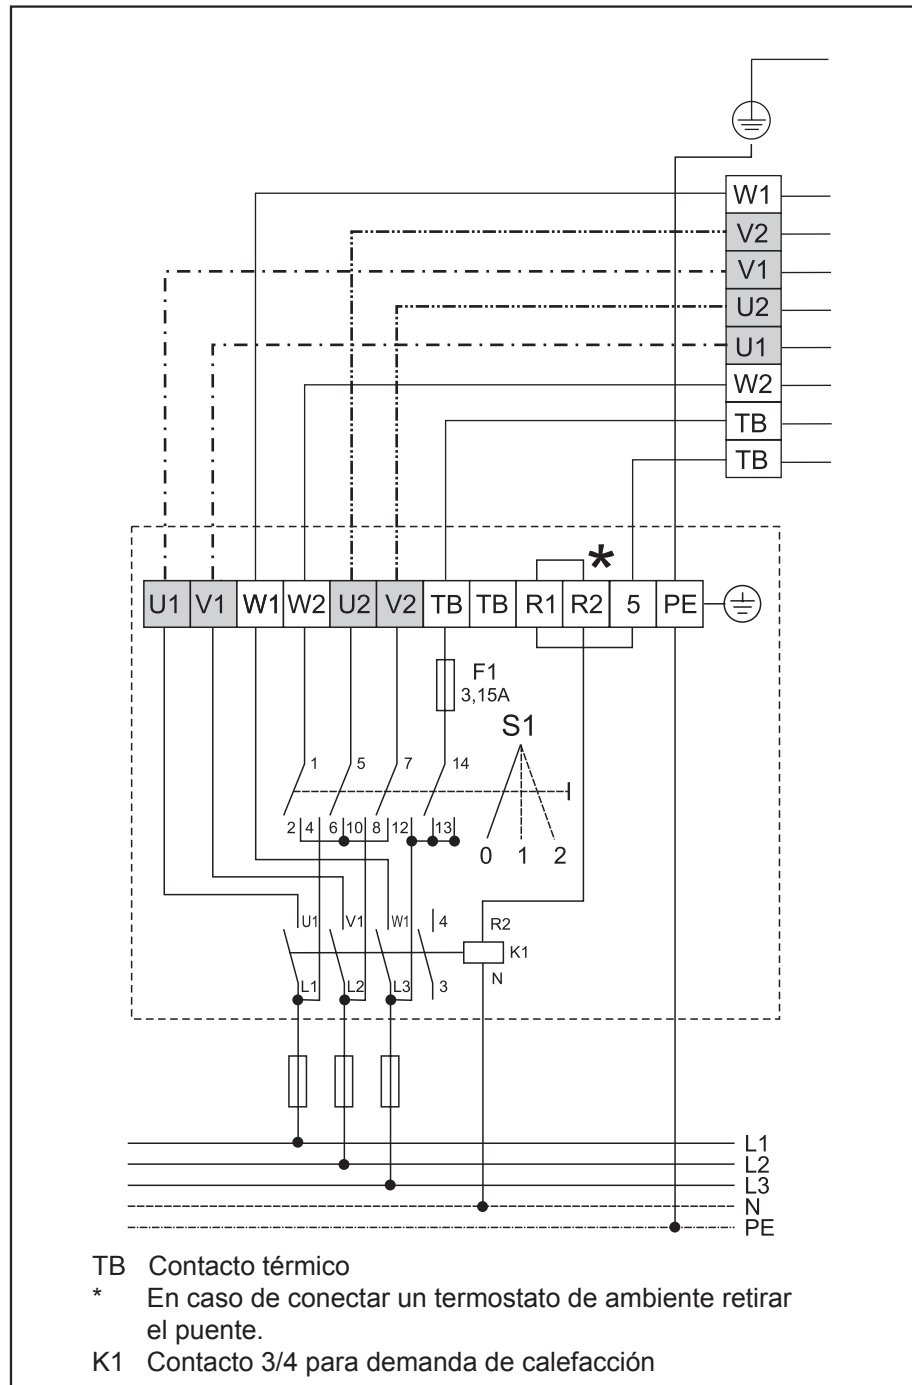 W1
V2
V1
U2
U1
W2
TB
TB
*
U1 V1 W1 W2 U2 V2 TB TB R1 R2 5 PE
F1
3,15A
S1
1 5 7 14
2 4 6 10 8 12 13
0 1 2
U1 V1 W1 4 R2
K1
L1 L2 L3 3 N
L1
L2
L3
N
PE
TB Contacto térmico
* En caso de conectar un termostato de ambiente retirar
el puente.
K1 Contacto 3/4 para demanda de calefacción